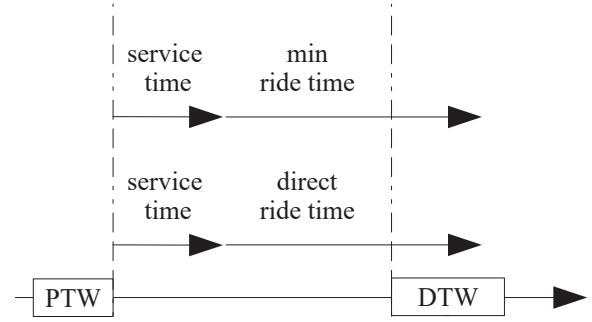 service min
time ride time
service direct
time ride time
PTW DTW